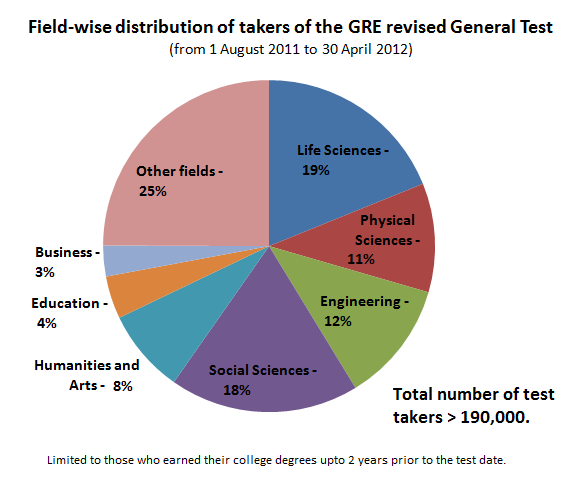 Field-wise distribution of takers of the GRE revised General Test
(from 1 August 2011 to 30 April 2012)
Life Sciences -
19%
Other fields -
25%
Physical
Sciences -
11%
Business -
3%
Engineering -
12%
Education -
4%
Social Sciences -
18%
Humanities and
Arts - 8%
Total number of test
takers > 190,000.
Limited to those who earned their college degrees upto 2 years prior to the test date.